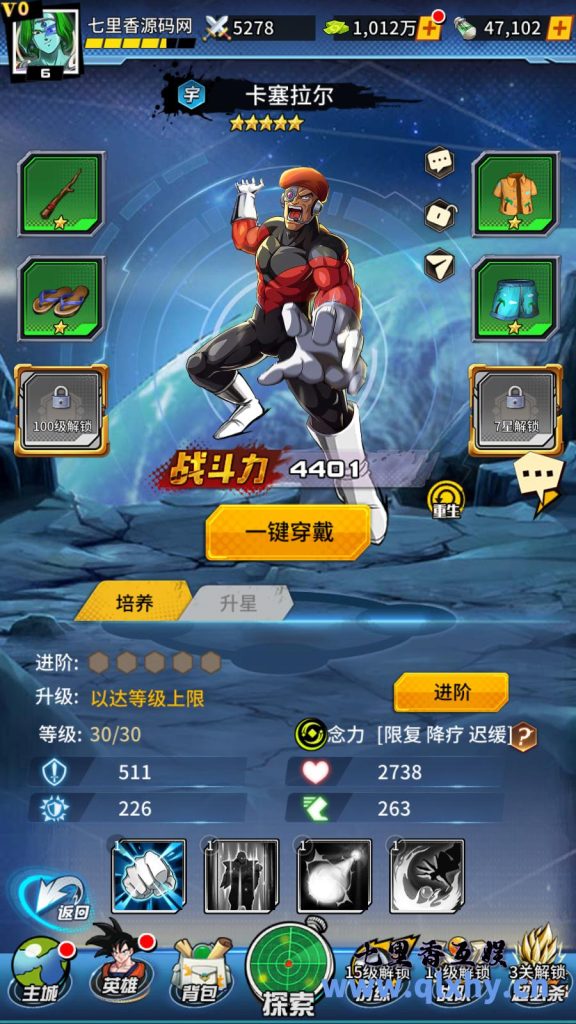 V0
七里香源码网
6
5278
1,012万
47,102
宇
卡塞拉尔
100级解锁
7星解锁
战斗力 4401
重生
一键穿戴
培养
升星
进阶:
升级: 以达等级上限
进阶
等级: 30/30
念力 [限复 降疗 迟缓]
?
511
2738
226
263
1
1
1
1
返回
七里香互娱
15级解锁
3关解锁
主城
英雄
背包
探索
www.qixhy.cn